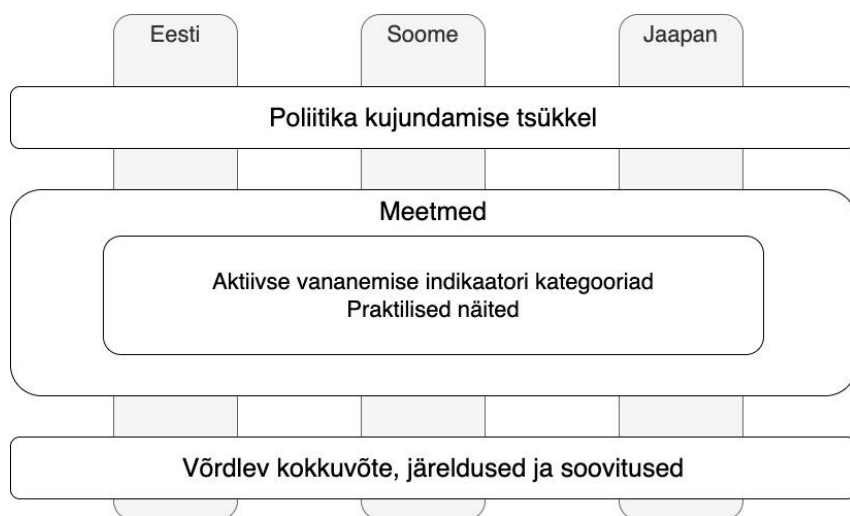 Eesti
Soome
Jaapan
Poliitika kujundamise tsükkel
Meetmed
Aktiivse vananemise indikaatori kategooriad
Praktilised näited
Võrdlev kokkuvõte, järeldused ja soovitused